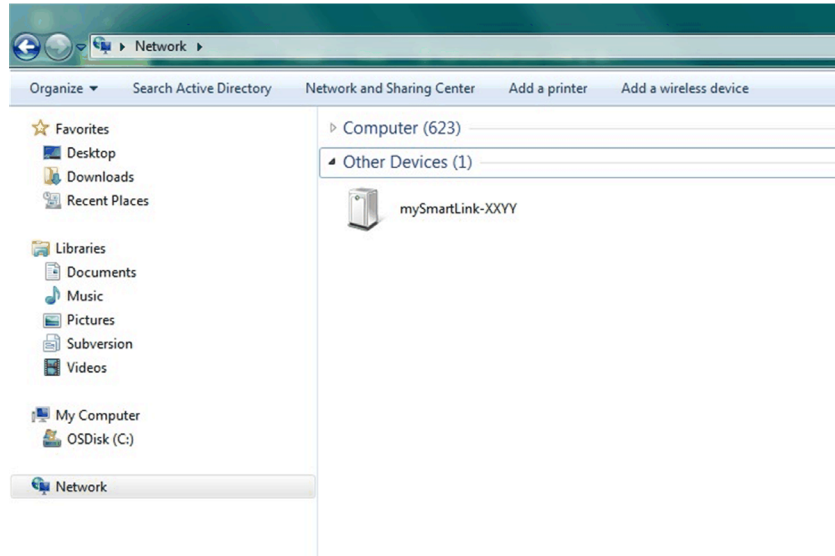 Network
Organize
Search Active Directory
Network and Sharing Center
Add a printer
Add a wireless device
Favorites
Desktop
Downloads
Recent Places
Libraries
Documents
Music
Pictures
Subversion
Videos
My Computer
OSDisk (C:)
Network
Computer (623)
Other Devices (1)
mySmartLink-XXYY